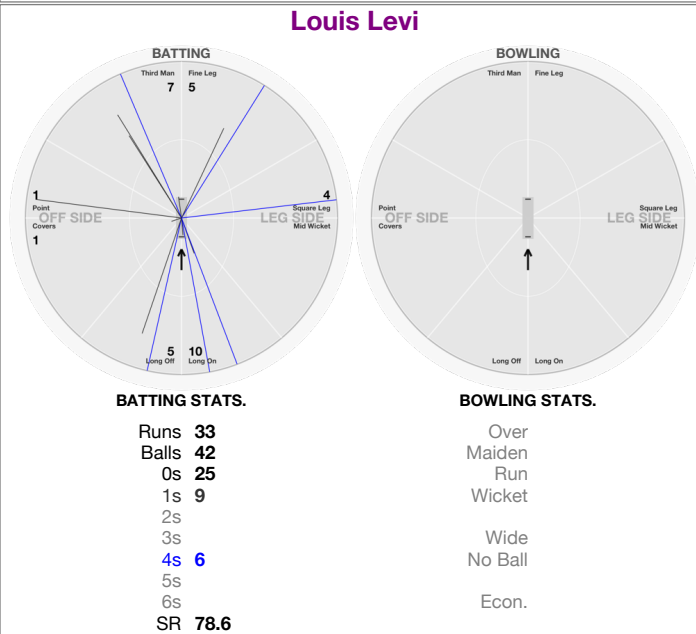 Louis Levi
BATTING
Third Man Fine Leg
7 5
1 4
Point Square Leg
OFF SIDE LEG SIDE
Covers Mid Wicket
1
5 10
Long Off Long On
BATTING STATS.
Runs 33
Balls 42
0s 25
1s 9
2s
3s
4s 6
5s
6s
SR 78.6
BOWLING
Third Man Fine Leg
Point Square Leg
OFF SIDE LEG SIDE
Covers Mid Wicket
Long Off Long On
BOWLING STATS.
Over
Maiden
Run
Wicket
Wide
No Ball
Econ.